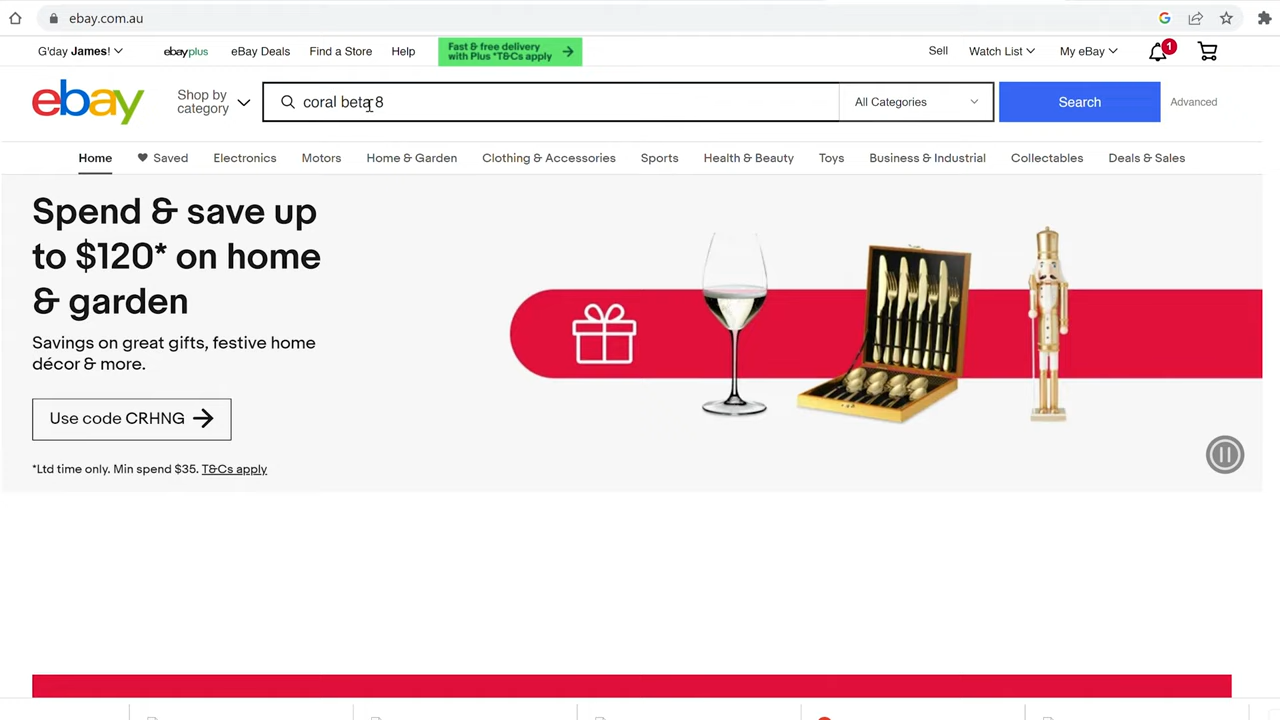 ebay.com.au
G'day James!
ebayplus
eBay Deals
Find a Store
Help
Fast & free delivery
with Plus *T&Cs apply
Sell
Watch List
My eBay
1
ebay
Shop by
category
coral beta 8
All Categories
Search
Advanced
Home
Saved
Electronics
Motors
Home & Garden
Clothing & Accessories
Sports
Health & Beauty
Toys
Business & Industrial
Collectables
Deals & Sales
Spend & save up
to $120* on home
& garden
Savings on great gifts, festive home
décor & more.
Use code CRHNG
*Ltd time only. Min spend $35. T&Cs apply